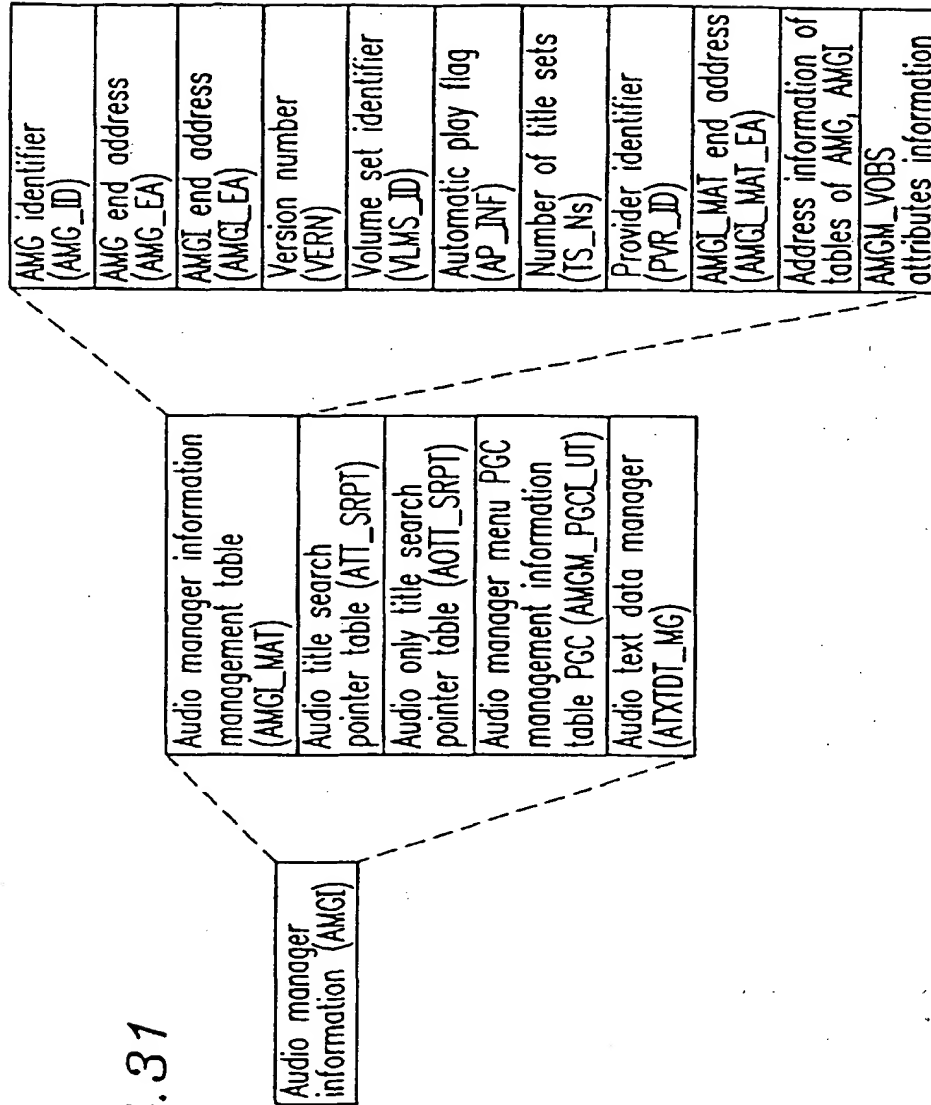 .31
Audio manager
information (AMGI)
Audio manager information
management table
(AMGI_MAT)
Audio title search
pointer table (ATT_SRPT)
Audio only title search
pointer table (AOTT_SRPT)
Audio manager menu PGC
management information
table PGC (AMGM_PGCI_UT)
Audio text data manager
(ATXTDT_MG)
AMG identifier
(AMG_ID)
AMG end address
(AMG_EA)
AMGI end address
(AMGI_EA)
Version number
(VERN)
Volume set identifier
(VLMS_ID)
Automatic play flag
(AP_INF)
Number of title sets
(TS_Ns)
Provider identifier
(PVR_ID)
AMGI_MAT end address
(AMGI_MAT_EA)
Address information of
tables of AMG, AMGI
AMGM_VOBS
attributes information